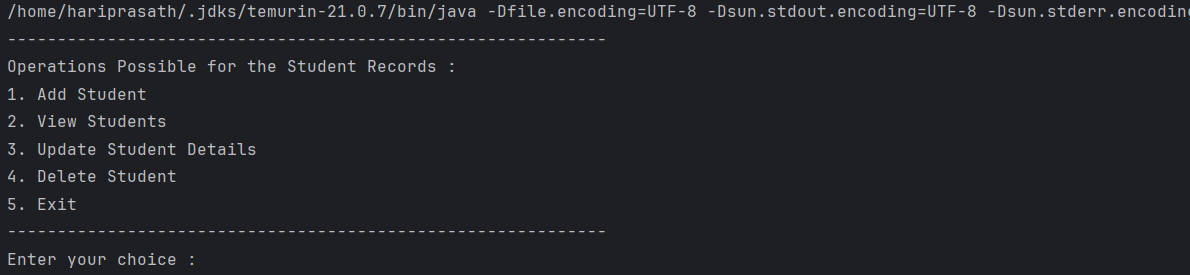 /home/hariprasath/.jdks/temurin-21.0.7/bin/java -Dfile.encoding=UTF-8 -Dsun.stdout.encoding=UTF-8 -Dsun.stderr.encoding
------------------------------------------------------------
Operations Possible for the Student Records :
1. Add Student
2. View Students
3. Update Student Details
4. Delete Student
5. Exit
------------------------------------------------------------
Enter your choice :